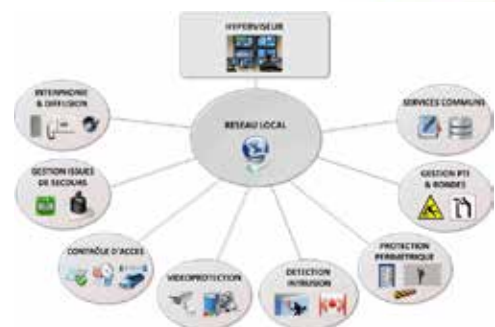 HYPERVISEUR
INTERPHONIE
& DIFFUSION
SERVICES COMMUNS
RESEAU LOCAL
GESTION ISSUES
DE SECOURS
GESTION PTI
& RONDES
CONTRÔLE D'ACCES
VIDEOPROTECTION
DETECTION
INTRUSION
PROTECTION
PERIMETRIQUE